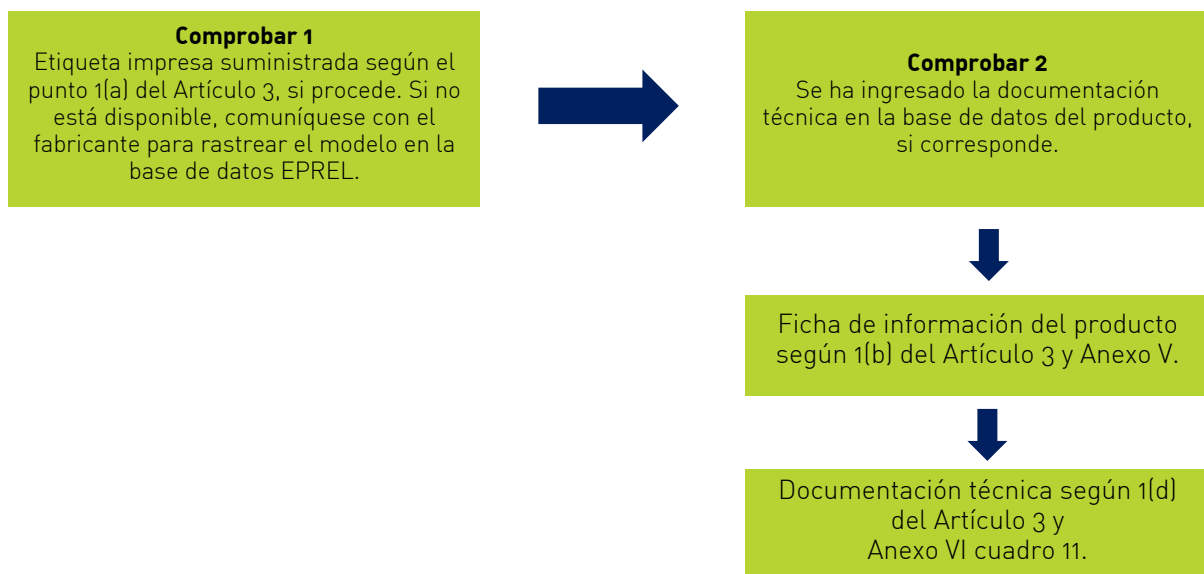 Comprobar 1
Etiqueta impresa suministrada según el
punto 1(a) del Artículo 3, si procede. Si no
está disponible, comuníquese con el
fabricante para rastrear el modelo en la
base de datos EPREL.
Comprobar 2
Se ha ingresado la documentación
técnica en la base de datos del producto,
si corresponde.
Ficha de información del producto
según 1(b) del Artículo 3 y Anexo V.
Documentación técnica según 1(d)
del Artículo 3 y
Anexo VI cuadro 11.